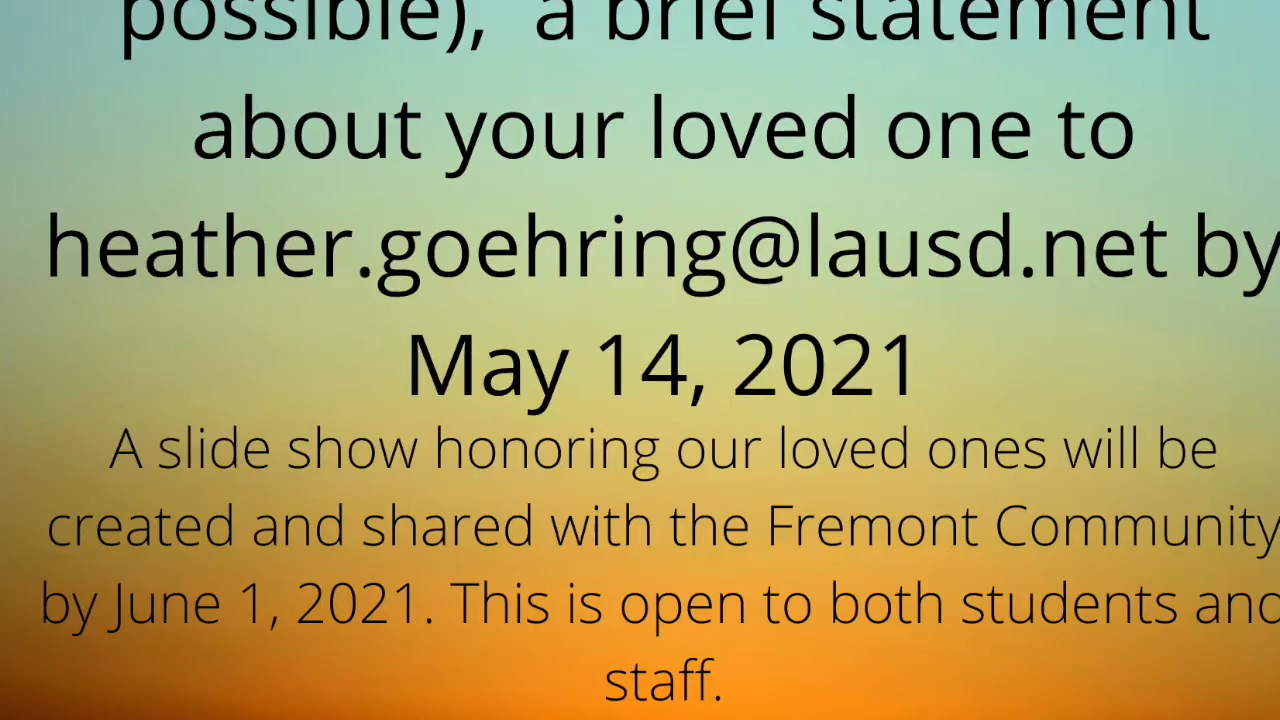 possible),  a brief statement
about your loved one to
heather.goehring@lausd.net by
May 14, 2021
A slide show honoring our loved ones will be
created and shared with the Fremont Community
by June 1, 2021. This is open to both students and
staff.